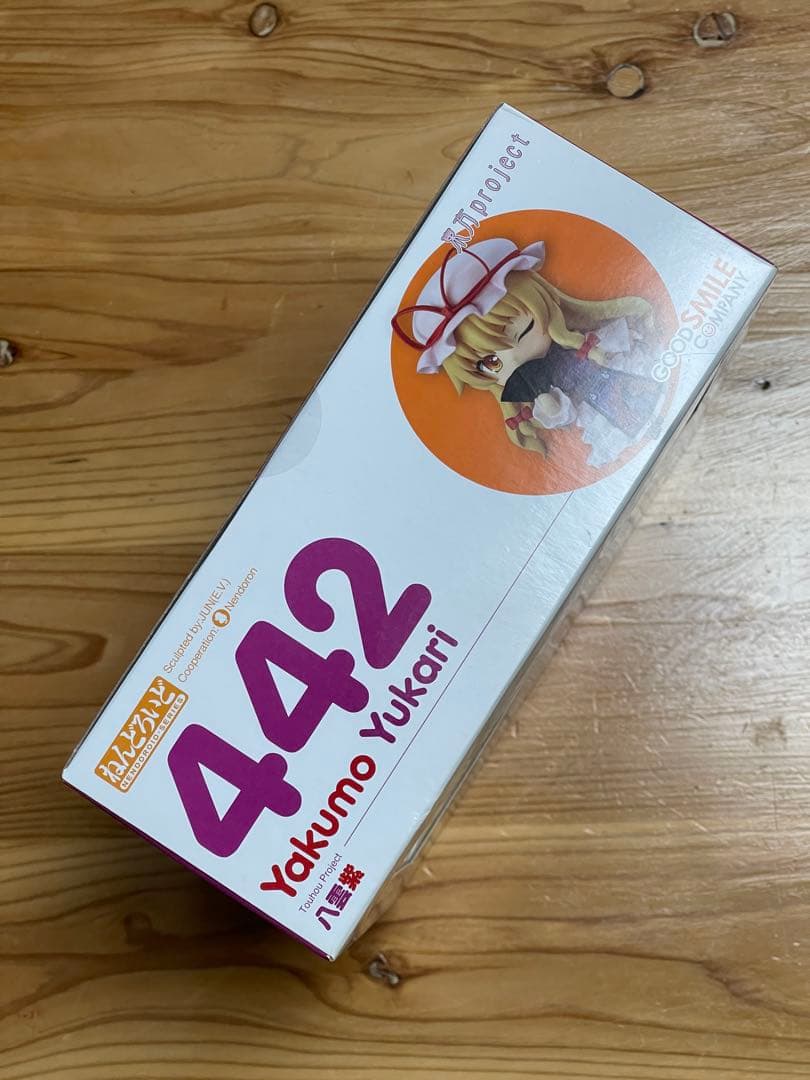 東方project
GOOD SMILE
COMPANY
ねんどろいど
NENDOROID SERIES
Sculpted by:JUN(E.V.)
Cooperation: Nendoron
442
Yakumo Yukari
Touhou Project
八雲紫